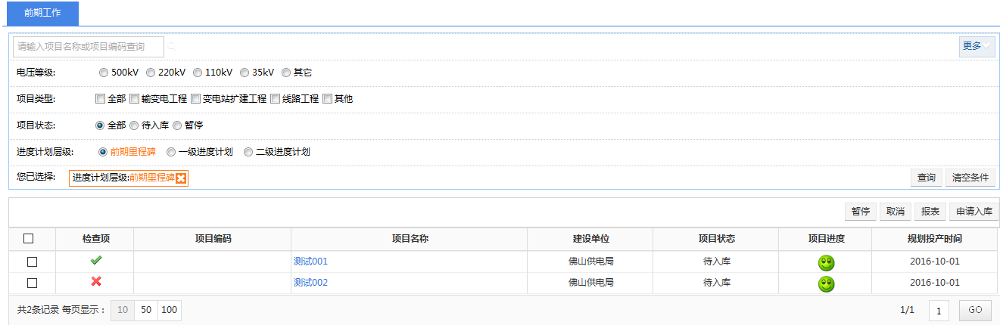 前期工作
请输入项目名称或项目编码查询 更多
电压等级: 500kV 220kV 110kV 35kV 其它
项目类型: 全部 输变电工程 变电站扩建工程 线路工程 其他
项目状态: 全部 待入库 暂停
进度计划层级: 前期里程碑 一级进度计划 二级进度计划
您已选择: 进度计划层级:前期里程碑 查询 清空条件
暂停 取消 报表 申请入库
检查项 项目编码 项目名称 建设单位 项目状态 项目进度 规划投产时间
测试001 佛山供电局 待入库 2016-10-01
测试002 佛山供电局 待入库 2016-10-01
共2条记录 每页显示： 10 50 100 1/1 1 GO